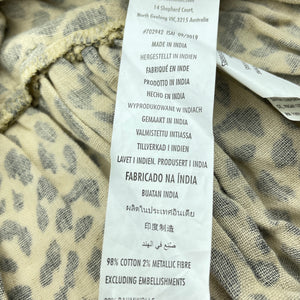 14 Shephard Court,
North Geelong VIC, 3215 Australia
#702942 ISAI 09/2019
MADE IN INDIA
HERGESTELLT IN INDIEN
FABRIQUÉ EN INDE
PRODOTTO IN INDIA
HECHO EN INDIA
WYPRODUKOWANE W INDIACH
GEMAAKT IN INDIA
VALMISTETTU INTIASSA
TILLVERKAD I INDIEN
LAVET I INDIEN. PRODUSERT I INDIA
FABRICADO NA ÍNDIA
BUATAN INDIA
ผลิตในประเทศอินเดีย
印度制造
صنع في الهند
98% COTTON 2% METALLIC FIBRE
EXCLUDING EMBELLISHMENTS